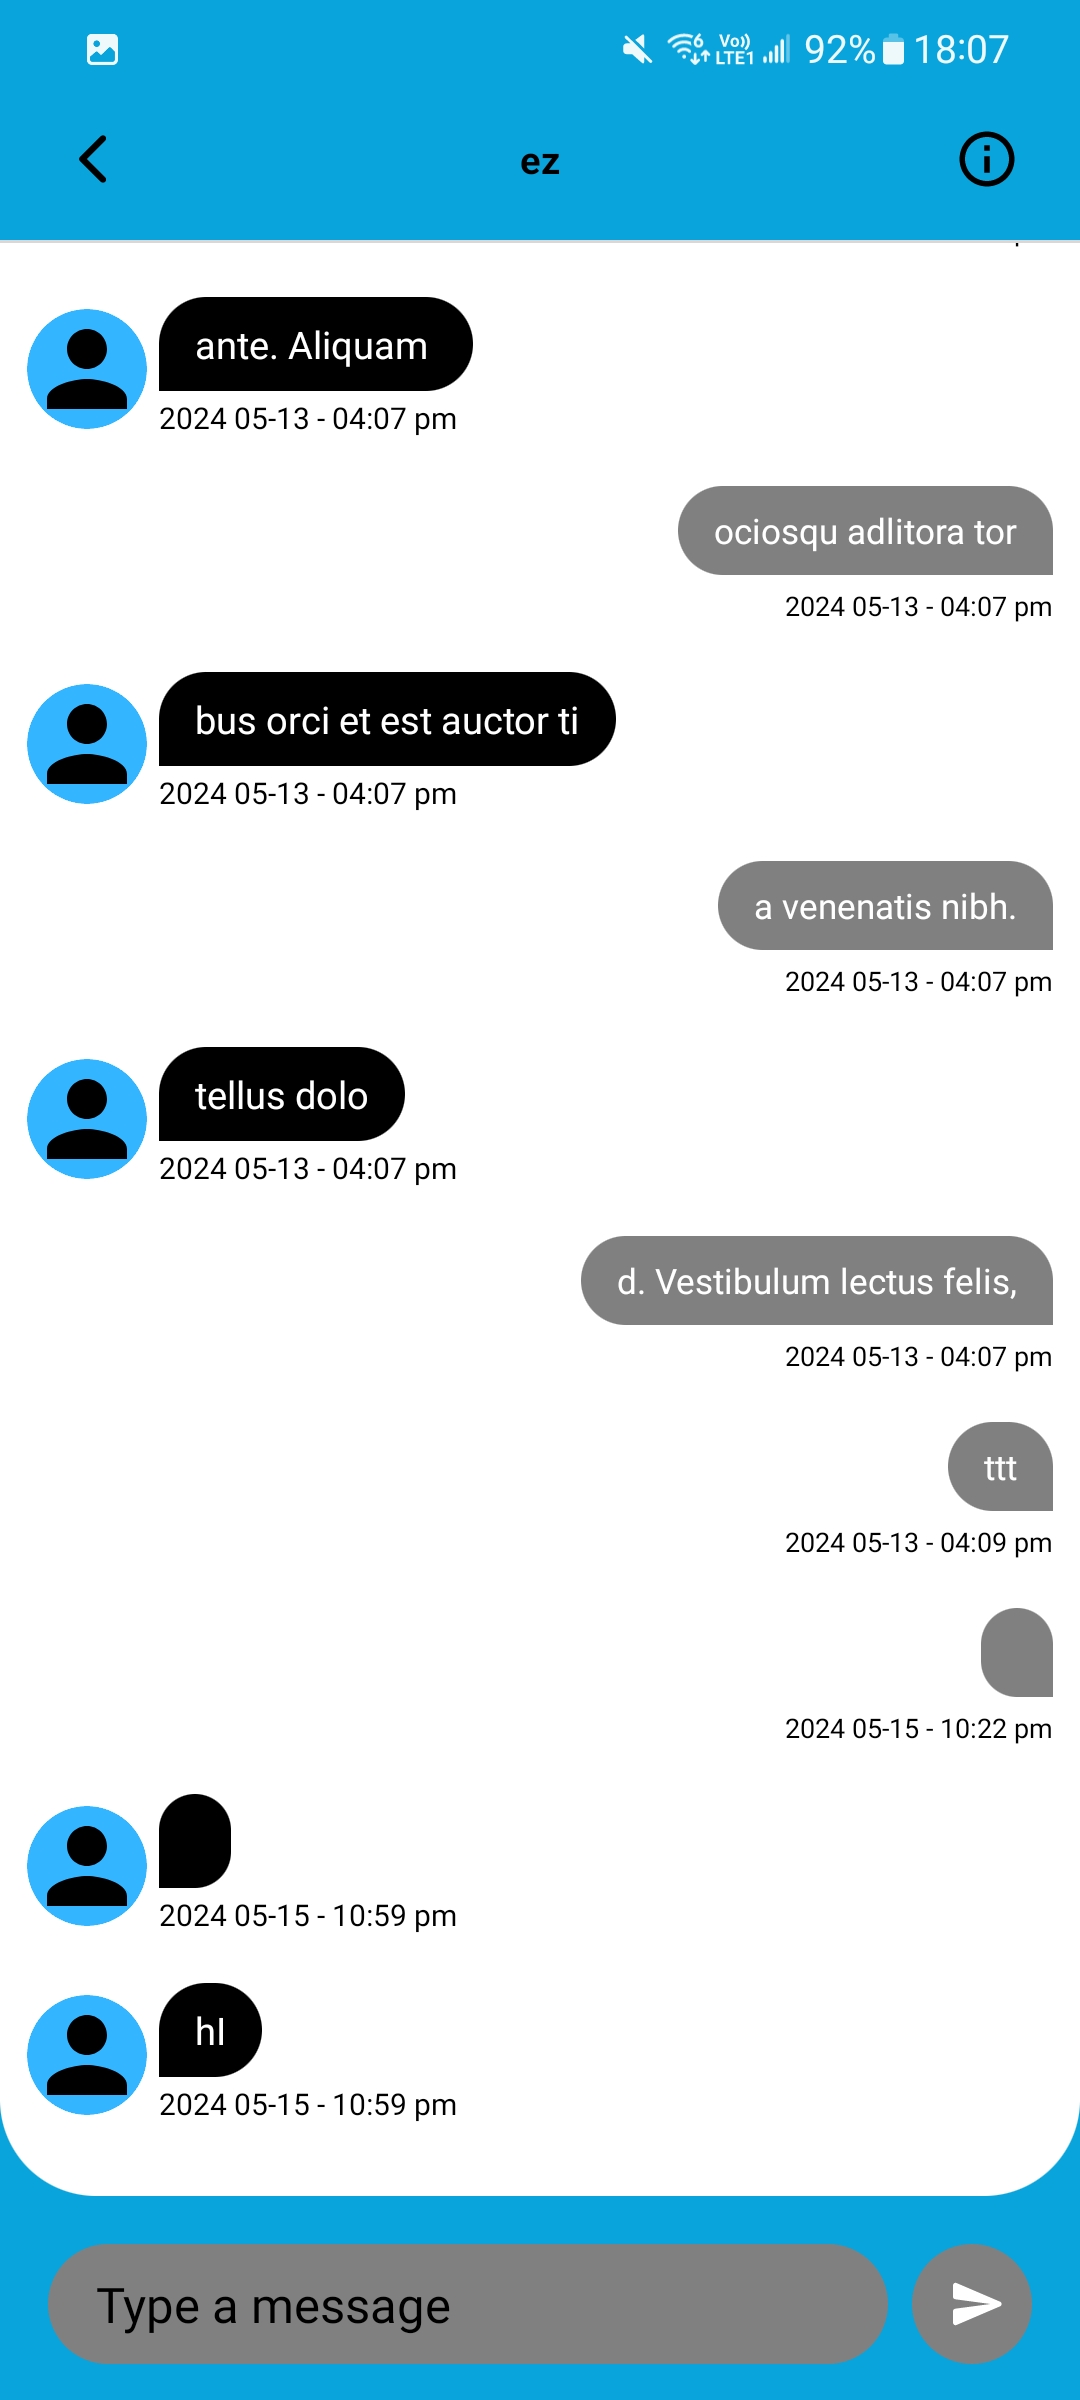 Vo))
6 LTE1 92% 18:07
ez
ante. Aliquam
2024 05-13 - 04:07 pm
ociosqu adlitora tor
2024 05-13 - 04:07 pm
bus orci et est auctor ti
2024 05-13 - 04:07 pm
a venenatis nibh.
2024 05-13 - 04:07 pm
tellus dolo
2024 05-13 - 04:07 pm
d. Vestibulum lectus felis,
2024 05-13 - 04:07 pm
ttt
2024 05-13 - 04:09 pm
2024 05-15 - 10:22 pm
2024 05-15 - 10:59 pm
hI
2024 05-15 - 10:59 pm
Type a message